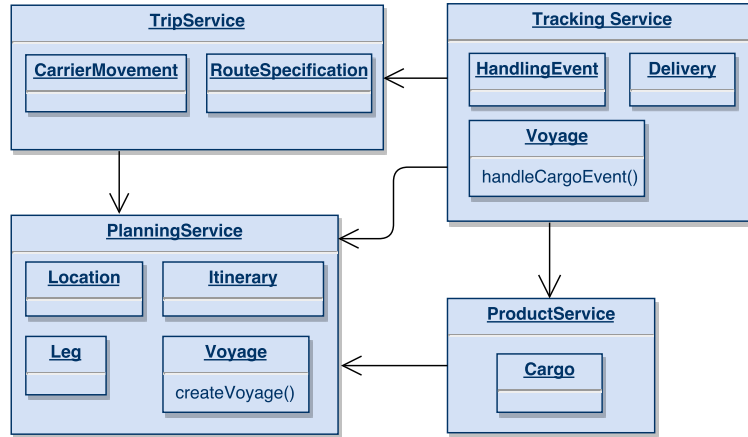 TripService
CarrierMovement
RouteSpecification
Tracking Service
HandlingEvent
Delivery
Voyage
handleCargoEvent()
PlanningService
Location
Itinerary
Leg
Voyage
createVoyage()
ProductService
Cargo